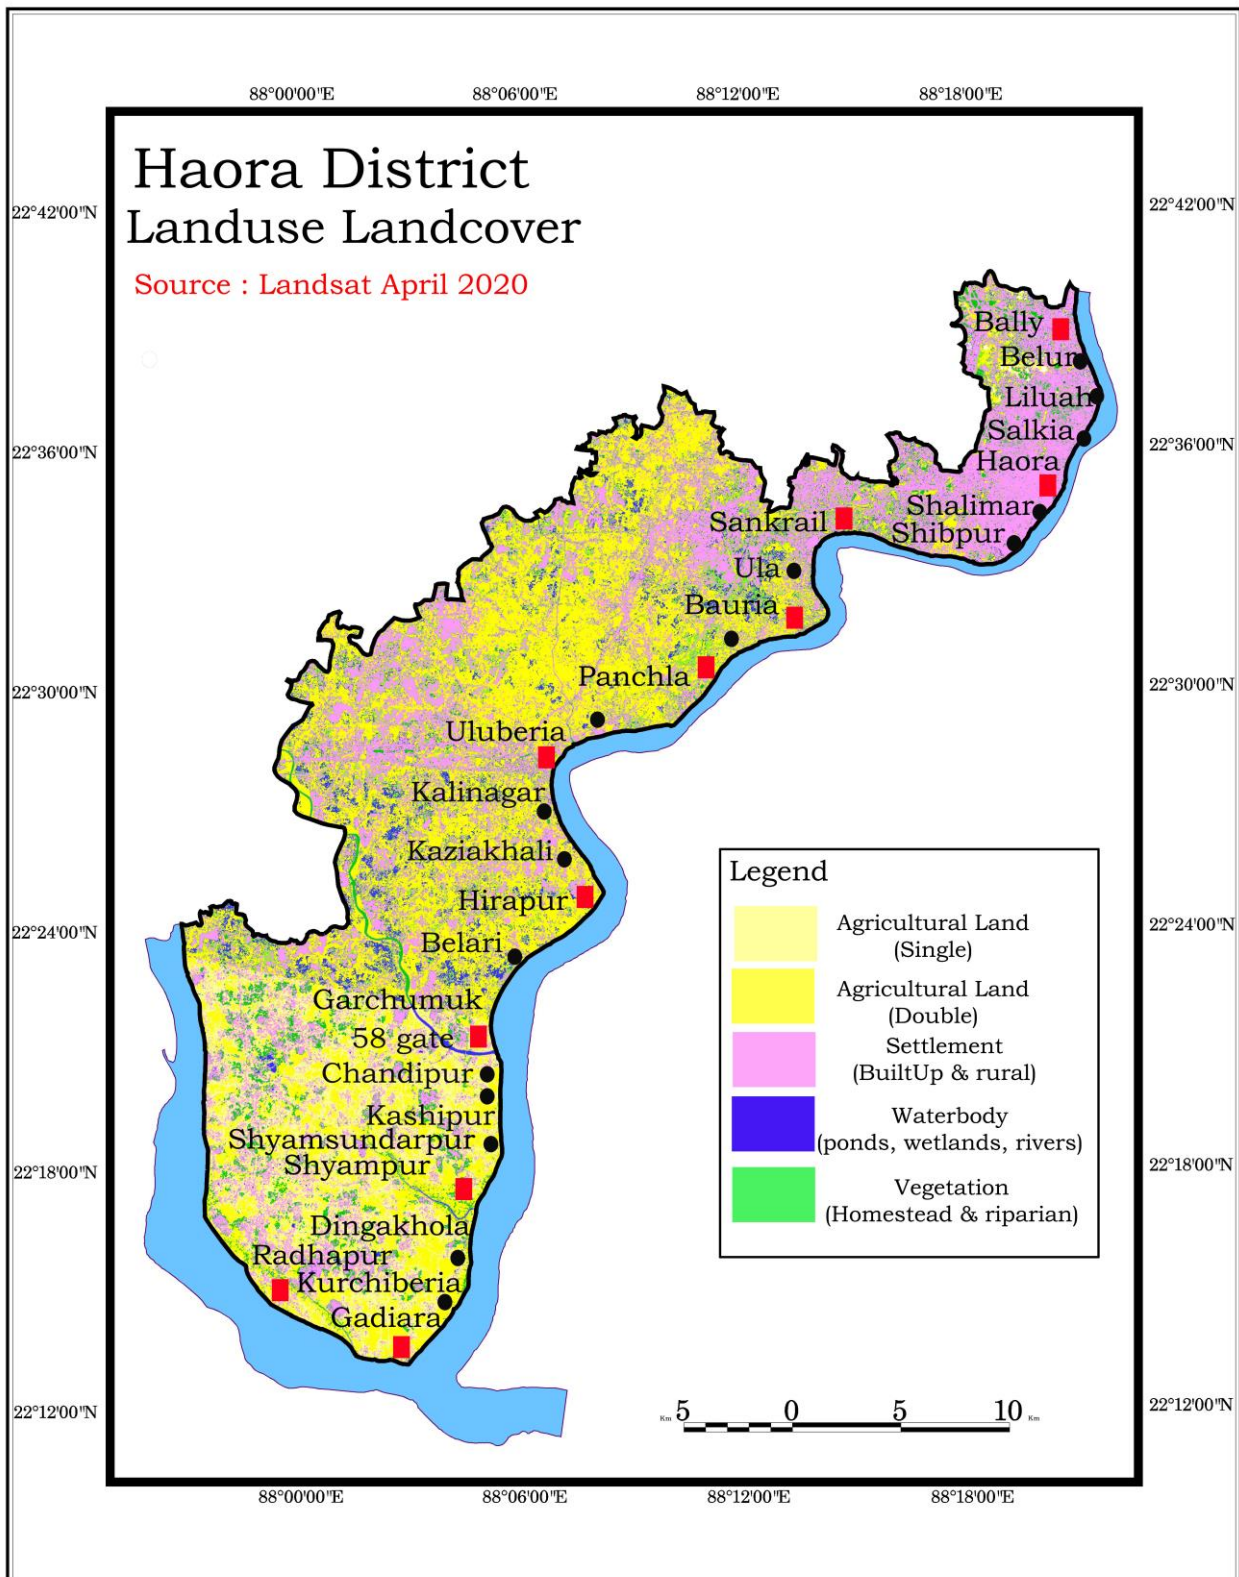 88°00'00"E 88°06'00"E 88°12'00"E 88°18'00"E
Haora District
Landuse Landcover
Source : Landsat April 2020
22°42'00"N 22°42'00"N
Bally
Belur
Liluah
Salkia
22°36'00"N 22°36'00"N
Haora
Shalimar
Sankrail
Shibpur
Ula
Bauria
Panchla
22°30'00"N 22°30'00"N
Uluberia
Kalinagar
Kaziakhali
Hirapur
Belari
22°24'00"N 22°24'00"N
Garchumuk
58 gate
Chandipur
Kashipur
Shyamsundarpur
Shyampur
22°18'00"N 22°18'00"N
Dingakhola
Radhapur
Kurchiberia
Gadiara
Legend
Agricultural Land
(Single)
Agricultural Land
(Double)
Settlement
(BuiltUp & rural)
Waterbody
(ponds, wetlands, rivers)
Vegetation
(Homestead & riparian)
22°12'00"N 22°12'00"N
Km 5 0 5 10 Km
88°00'00"E 88°06'00"E 88°12'00"E 88°18'00"E